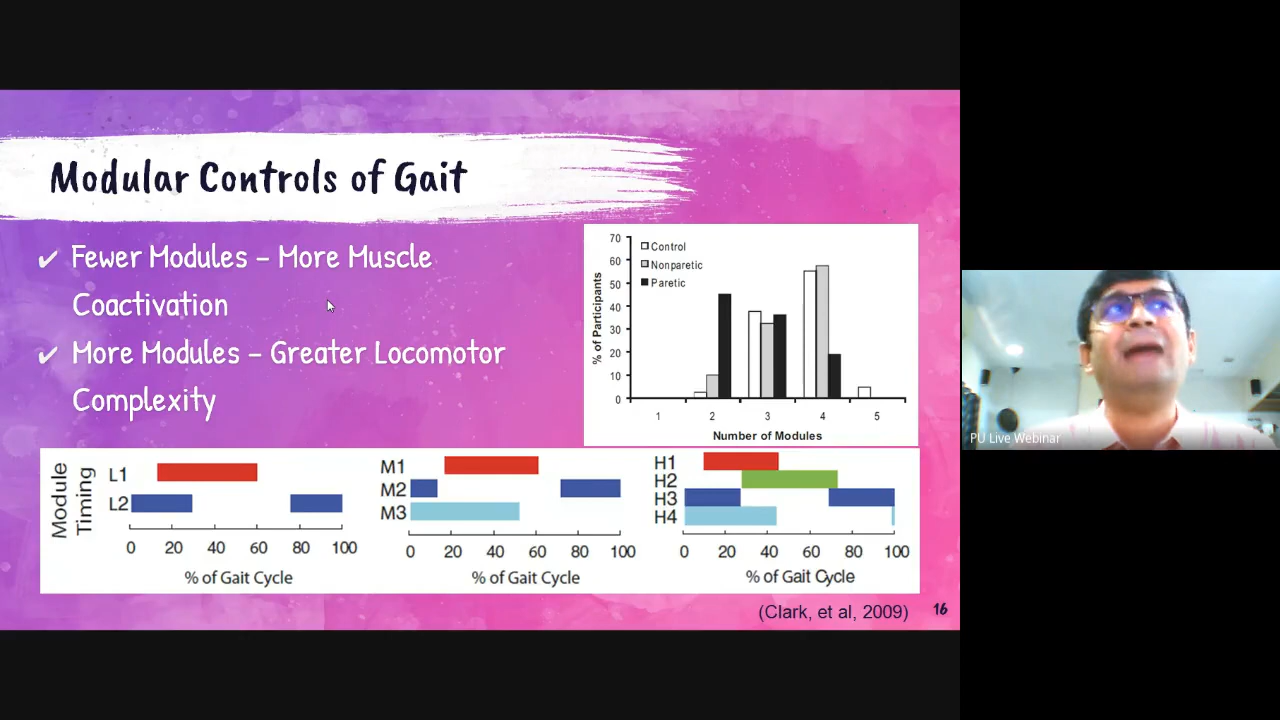 Modular Controls of Gait
✔ Fewer Modules – More Muscle
Coactivation
✔ More Modules – Greater Locomotor
Complexity
70
60
50
40
30
20
10
0
% of Participants
Control
Nonparetic
Paretic
1 2 3 4 5
Number of Modules
Module
Timing
L1
L2
0 20 40 60 80 100
% of Gait Cycle
M1
M2
M3
0 20 40 60 80 100
% of Gait Cycle
H1
H2
H3
H4
0 20 40 60 80 100
% of Gait Cycle
(Clark, et al, 2009) 16
PU Live Webinar